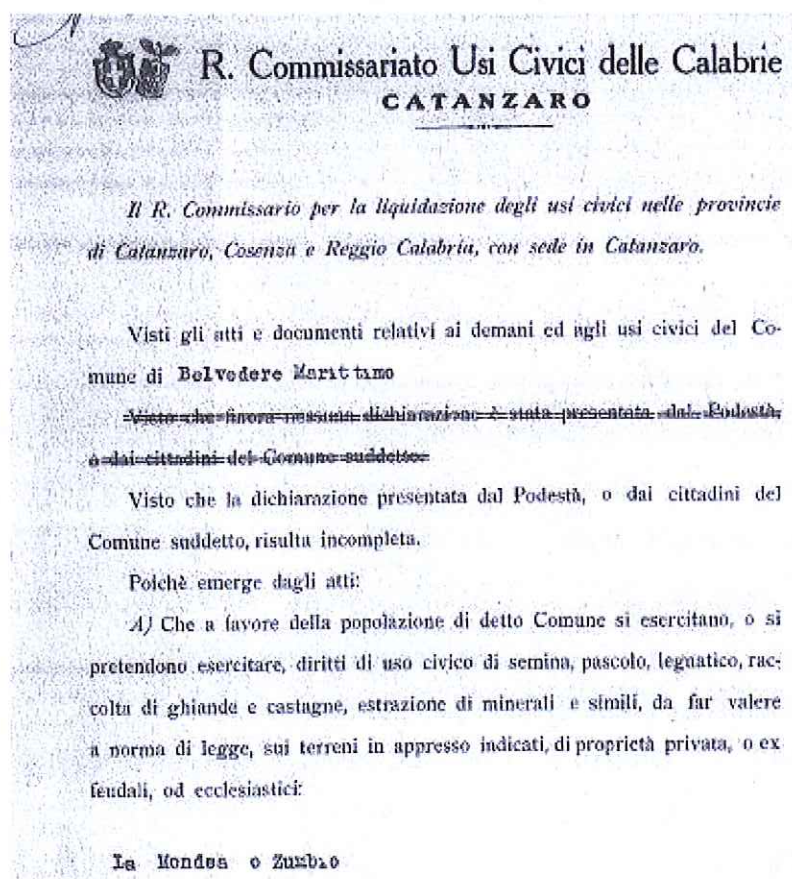 R. Commissariato Usi Civici delle Calabrie
CATANZARO
Il R. Commissario per la liquidazione degli usi civici nelle provincie
di Catanzaro, Cosenza e Reggio Calabria, con sede in Catanzaro.
Visti gli atti e documenti relativi ai demani ed agli usi civici del Co-
mune di Belvedere Marittimo
Visto che finora nessuna dichiarazione è stata presentata dal Podestà,
o dai cittadini del Comune suddetto.
Visto che la dichiarazione presentata dal Podestà, o dai cittadini del
Comune suddetto, risulta incompleta.
Poichè emerge dagli atti:
A) Che a favore della popolazione di detto Comune si esercitano, o si
pretendono esercitare, diritti di uso civico di semina, pascolo, legnatico, rac-
colta di ghiande e castagne, estrazione di minerali e simili, da far valere
a norma di legge, sui terreni in appresso indicati, di proprietà privata, o ex
feudali, od ecclesiastici:
La o